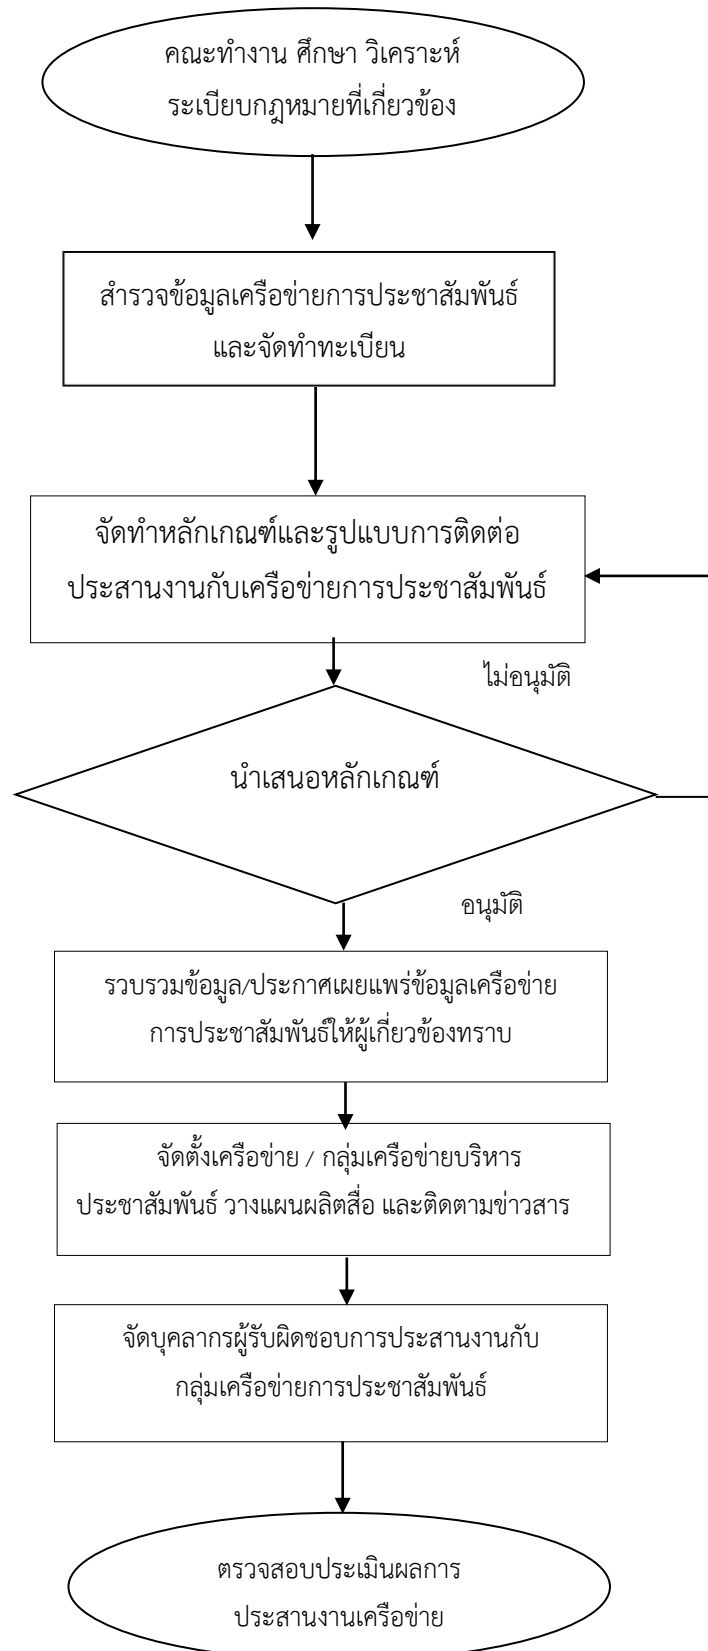 คณะทำงาน ศึกษา วิเคราะห์
ระเบียบกฎหมายที่เกี่ยวข้อง
สำรวจข้อมูลเครือข่ายการประชาสัมพันธ์
และจัดทำทะเบียน
จัดทำหลักเกณฑ์และรูปแบบการติดต่อ
ประสานงานกับเครือข่ายการประชาสัมพันธ์
ไม่อนุมัติ
นำเสนอหลักเกณฑ์
อนุมัติ
รวบรวมข้อมูล/ประกาศเผยแพร่ข้อมูลเครือข่าย
การประชาสัมพันธ์ให้ผู้เกี่ยวข้องทราบ
จัดตั้งเครือข่าย / กลุ่มเครือข่ายบริหาร
ประชาสัมพันธ์ วางแผนผลิตสื่อ และติดตามข่าวสาร
จัดบุคลากรผู้รับผิดชอบการประสานงานกับ
กลุ่มเครือข่ายการประชาสัมพันธ์
ตรวจสอบประเมินผลการ
ประสานงานเครือข่าย